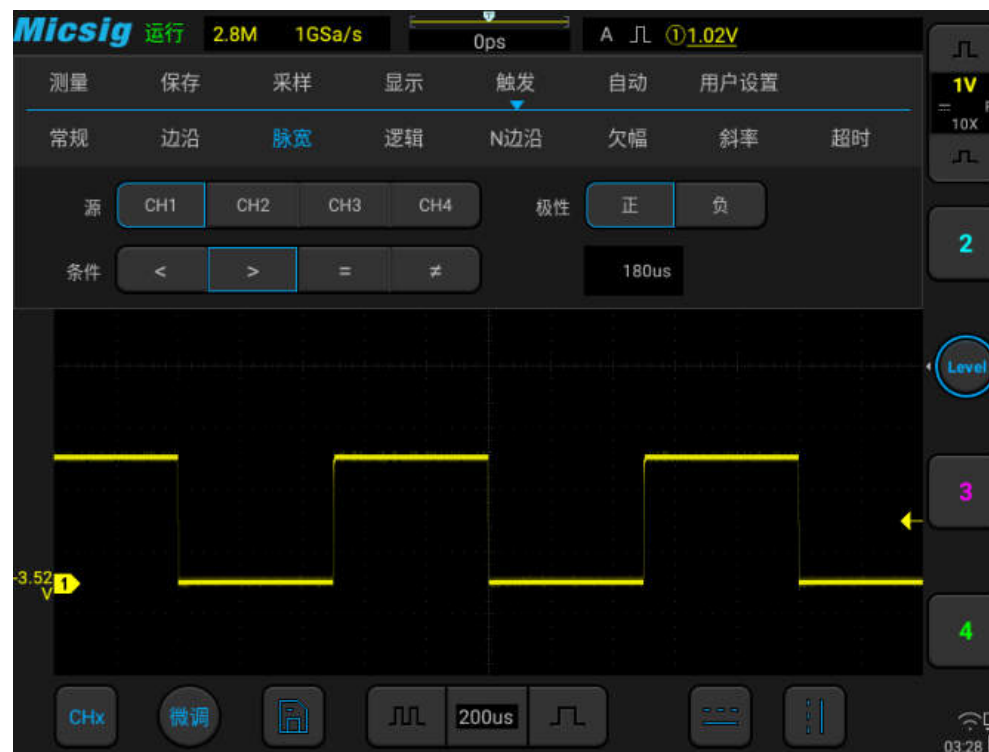 Micsig 运行 2.8M 1GSa/s 0ps A ①1.02V
测量 保存 采样 显示 触发 自动 用户设置
常规 边沿 脉宽 逻辑 N边沿 欠幅 斜率 超时
源 CH1 CH2 CH3 CH4 极性 正 负
条件 < > = ≠ 180us
1V
10X
2
Level
3
-3.52
V
1
4
CHx 微调 200us
03:28